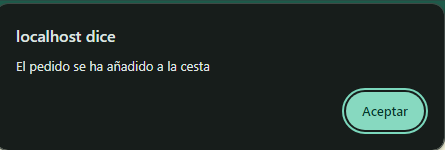 localhost dice
El pedido se ha añadido a la cesta
Aceptar